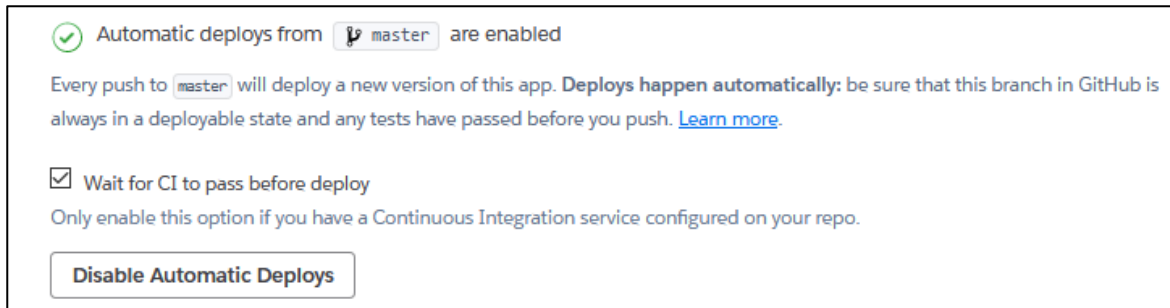 Automatic deploys from master are enabled
Every push to master will deploy a new version of this app. Deploys happen automatically: be sure that this branch in GitHub is
always in a deployable state and any tests have passed before you push. Learn more.
Wait for CI to pass before deploy
Only enable this option if you have a Continuous Integration service configured on your repo.
Disable Automatic Deploys